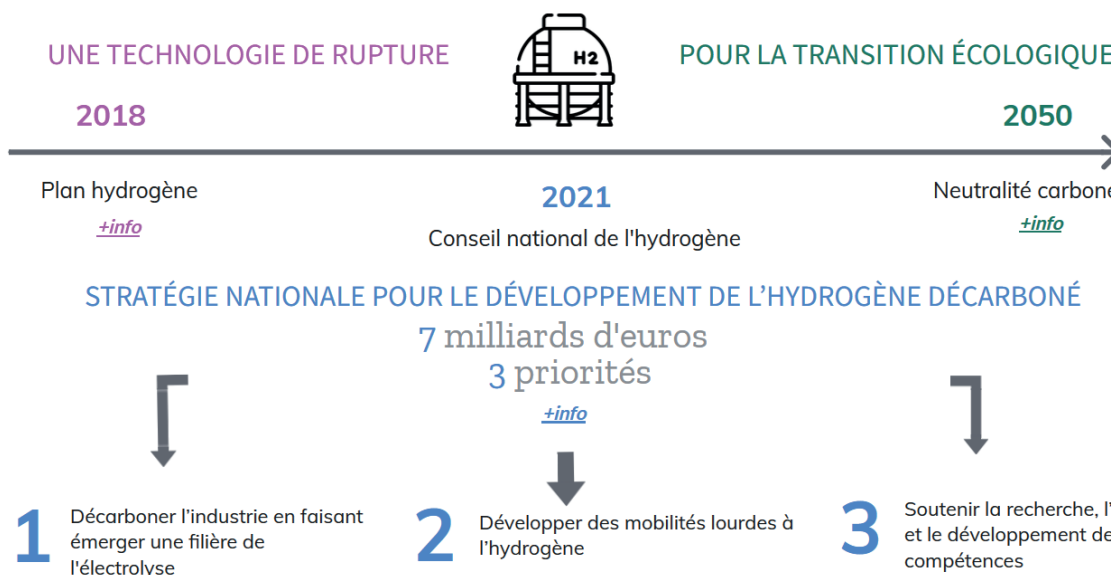 UNE TECHNOLOGIE DE RUPTURE
H2
POUR LA TRANSITION ÉCOLOGIQUE
2018
2050
Plan hydrogène
+info
2021
Conseil national de l'hydrogène
Neutralité carbone
+info
STRATÉGIE NATIONALE POUR LE DÉVELOPPEMENT DE L'HYDROGÈNE DÉCARBONÉ
7 milliards d'euros
3 priorités
+info
1
Décarboner l'industrie en faisant
émerger une filière de
l'électrolyse
2
Développer des mobilités lourdes à
l'hydrogène
3
Soutenir la recherche, l'
et le développement de
compétences